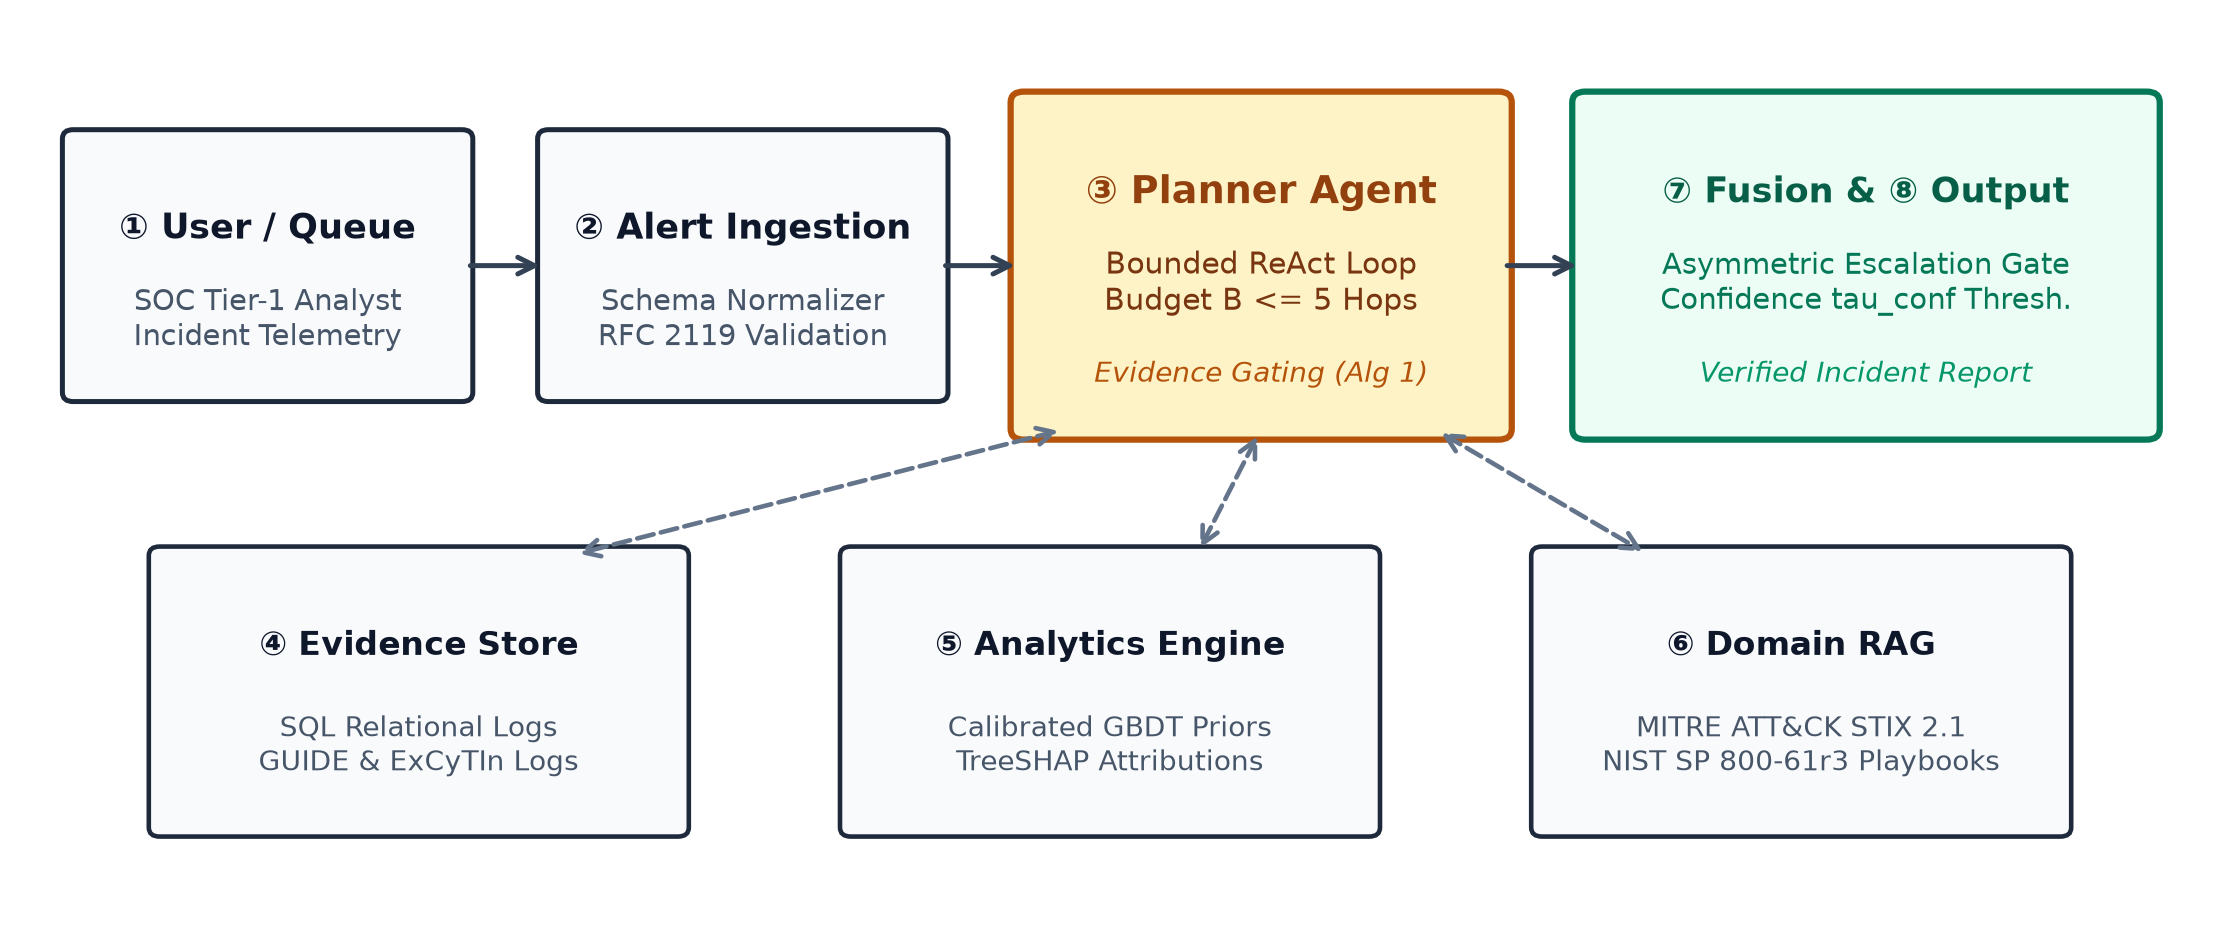 ① User / Queue
SOC Tier-1 Analyst
Incident Telemetry
② Alert Ingestion
Schema Normalizer
RFC 2119 Validation
③ Planner Agent
Bounded ReAct Loop
Budget B <= 5 Hops
Evidence Gating (Alg 1)
⑦ Fusion & ⑧ Output
Asymmetric Escalation Gate
Confidence tau_conf Thresh.
Verified Incident Report
④ Evidence Store
SQL Relational Logs
GUIDE & ExCyTIn Logs
⑤ Analytics Engine
Calibrated GBDT Priors
TreeSHAP Attributions
⑥ Domain RAG
MITRE ATT&CK STIX 2.1
NIST SP 800-61r3 Playbooks